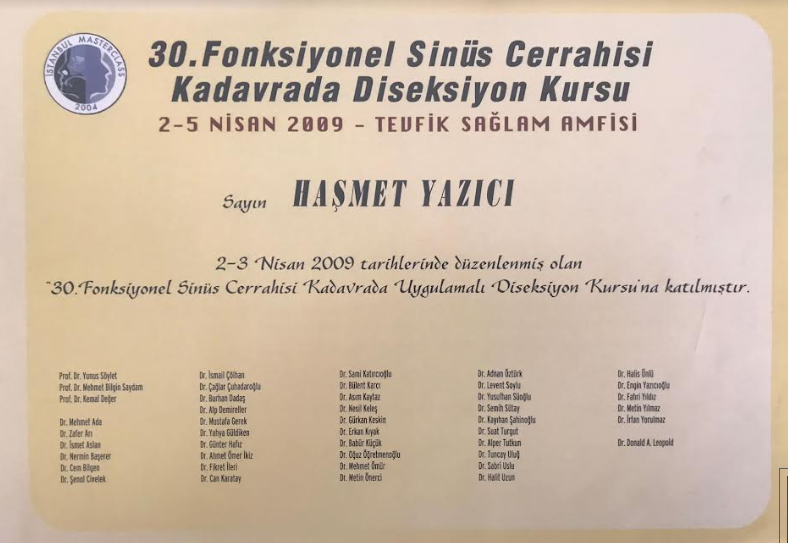 İSTANBUL MASTERCLASS
2004
30.Fonksiyonel Sinüs Cerrahisi
Kadavrada Diseksiyon Kursu
2-5 NİSAN 2009 - TEVFİK SAĞLAM AMFİSİ
Sayın HAŞMET YAZICI
2-3 Nisan 2009 tarihlerinde düzenlenmiş olan
"30.Fonksiyonel Sinüs Cerrahisi Kadavrada Uygulamalı Diseksiyon Kursu'na katılmıştır.
Prof. Dr. Yunus Söylet
Prof. Dr. Mehmet Bilgin Saydam
Prof. Dr. Kemal Değer
Dr. Mehmet Ada
Dr. Zafer Arı
Dr. İsmet Aslan
Dr. Nermin Başerer
Dr. Cem Bilgen
Dr. Şenol Civelek
Dr. İsmail Çölhan
Dr. Çağlar Çuhadaroğlu
Dr. Burhan Dadaş
Dr. Alp Demireller
Dr. Mustafa Gerek
Dr. Yahya Güldiken
Dr. Günter Hafız
Dr. Ahmet Ömer İkiz
Dr. Fikret İleri
Dr. Can Karatay
Dr. Sami Katırcıoğlu
Dr. Bülent Karcı
Dr. Asım Kaytaz
Dr. Nesil Keleş
Dr. Gürkan Keskin
Dr. Erkan Kıyak
Dr. Babür Küçük
Dr. Oğuz Öğretmenoğlu
Dr. Mehmet Ömür
Dr. Metin Önerci
Dr. Adnan Öztürk
Dr. Levent Soylu
Dr. Yusufhan Süoğlu
Dr. Semih Sütay
Dr. Kayıhan Şahinoğlu
Dr. Suat Turgut
Dr. Alper Tutkun
Dr. Tuncay Uluğ
Dr. Sabri Uslu
Dr. Halit Uzun
Dr. Halis Ünlü
Dr. Engin Yazıcıoğlu
Dr. Fahri Yıldız
Dr. Metin Yılmaz
Dr. İrfan Yorulmaz
Dr. Donald A. Leopold